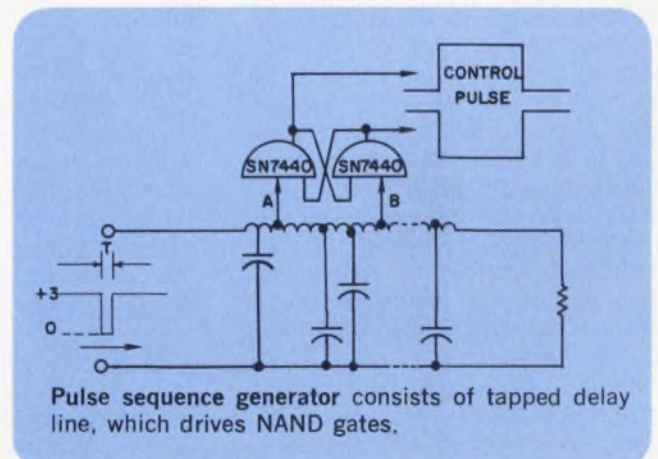 CONTROL
PULSE
SN7440
SN7440
A
B
T
+3
0
Pulse sequence generator consists of tapped delay
line, which drives NAND gates.